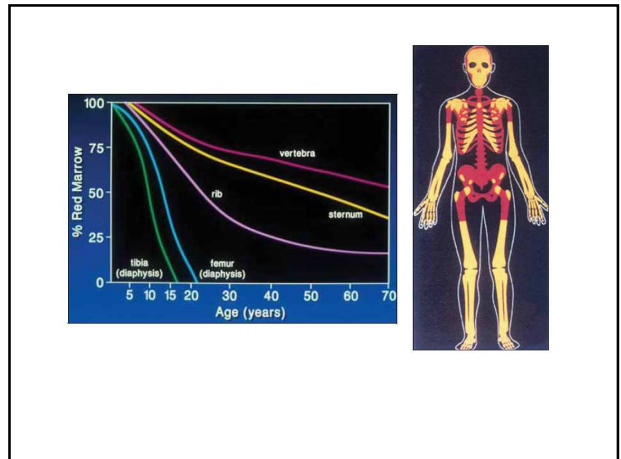 100
75
50
25
0
% Red Marrow
vertebra
rib
sternum
tibia
(diaphysis)
femur
(diaphysis)
5 10 15 20 30 40 50 60 70
Age (years)